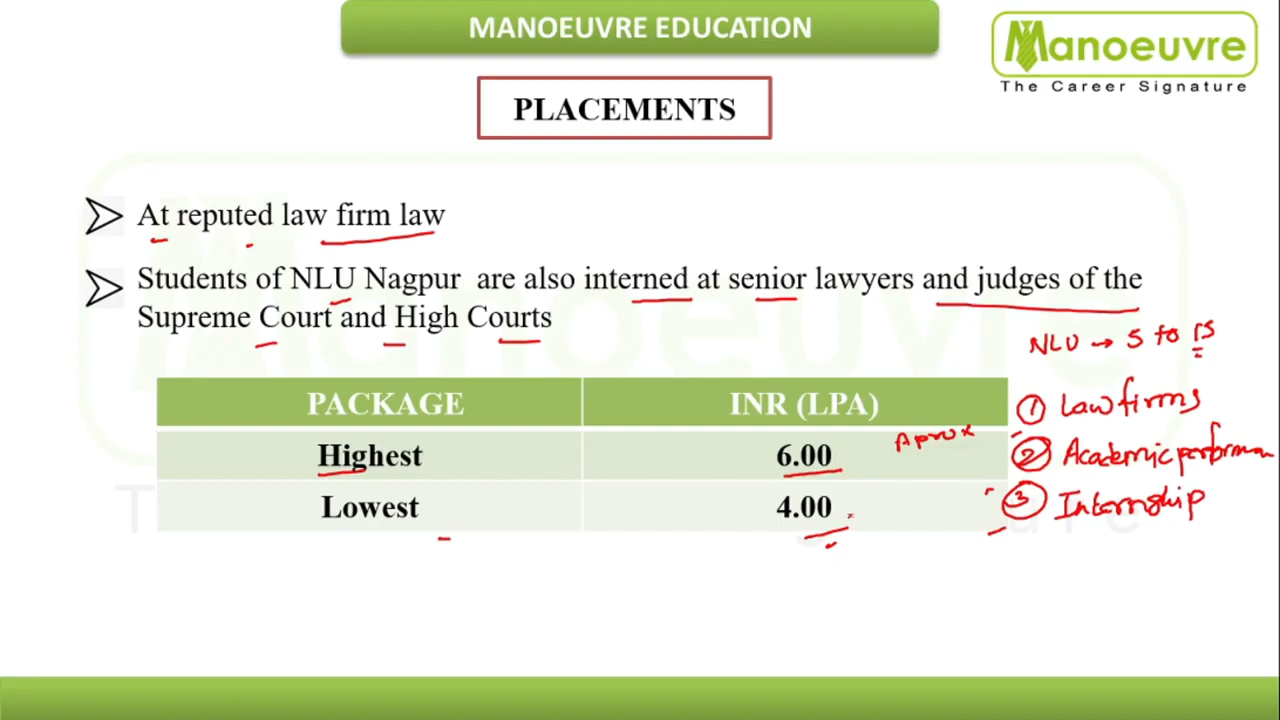 MANOEUVRE EDUCATION
Manoeuvre
The Career Signature
PLACEMENTS
At reputed law firm law
Students of NLU Nagpur are also interned at senior lawyers and judges of the
Supreme Court and High Courts
NLU → 5 to 15
PACKAGE INR (LPA)
Highest 6.00
Lowest 4.00
Aprox
① Law firms
② Academic performan
③ Internship